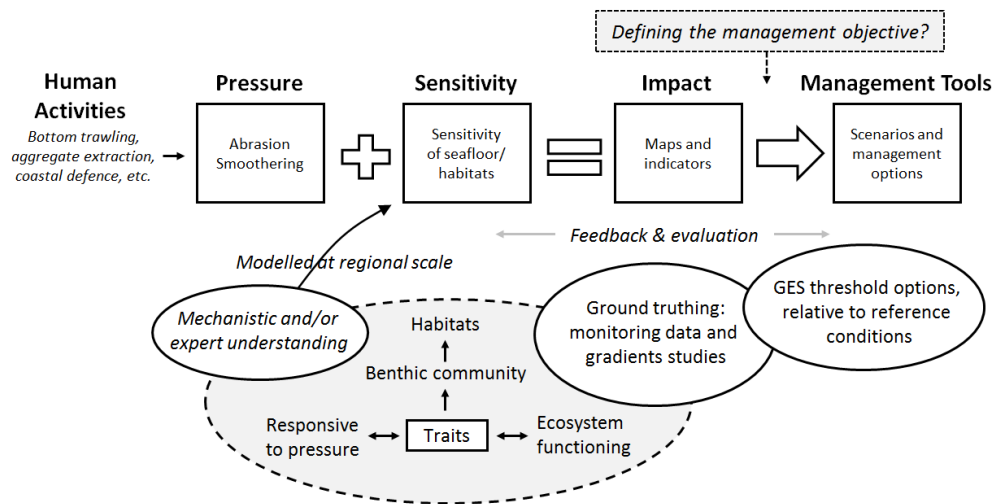 Defining the management objective?
Human
Activities
Bottom trawling,
aggregate extraction,
coastal defence, etc.
Pressure
Abrasion
Smoothering
Sensitivity
Sensitivity
of seafloor/
habitats
Impact
Maps and
indicators
Management Tools
Scenarios and
management
options
Feedback & evaluation
Modelled at regional scale
Mechanistic and/or
expert understanding
Habitats
Benthic community
Responsive
to pressure
Traits
Ecosystem
functioning
Ground truthing:
monitoring data and
gradients studies
GES threshold options,
relative to reference
conditions